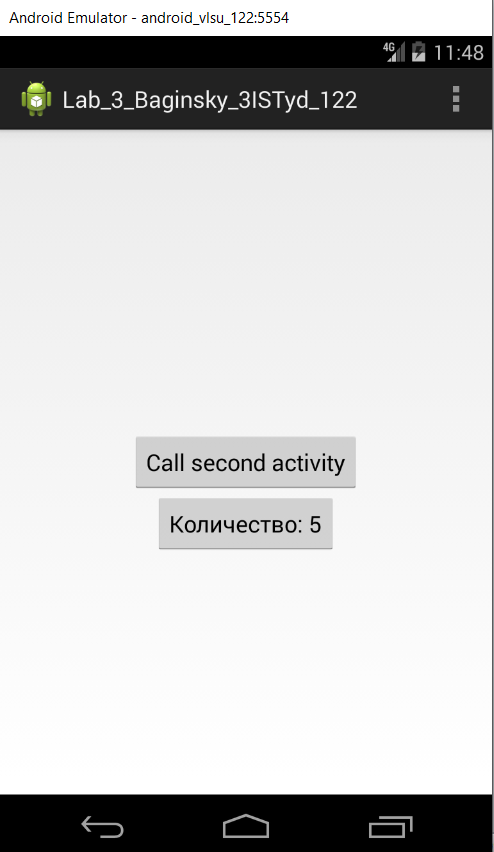 Android Emulator - android_vlsu_122:5554
4G 11:48
Lab_3_Baginsky_3ISTyd_122
Call second activity
Количество: 5